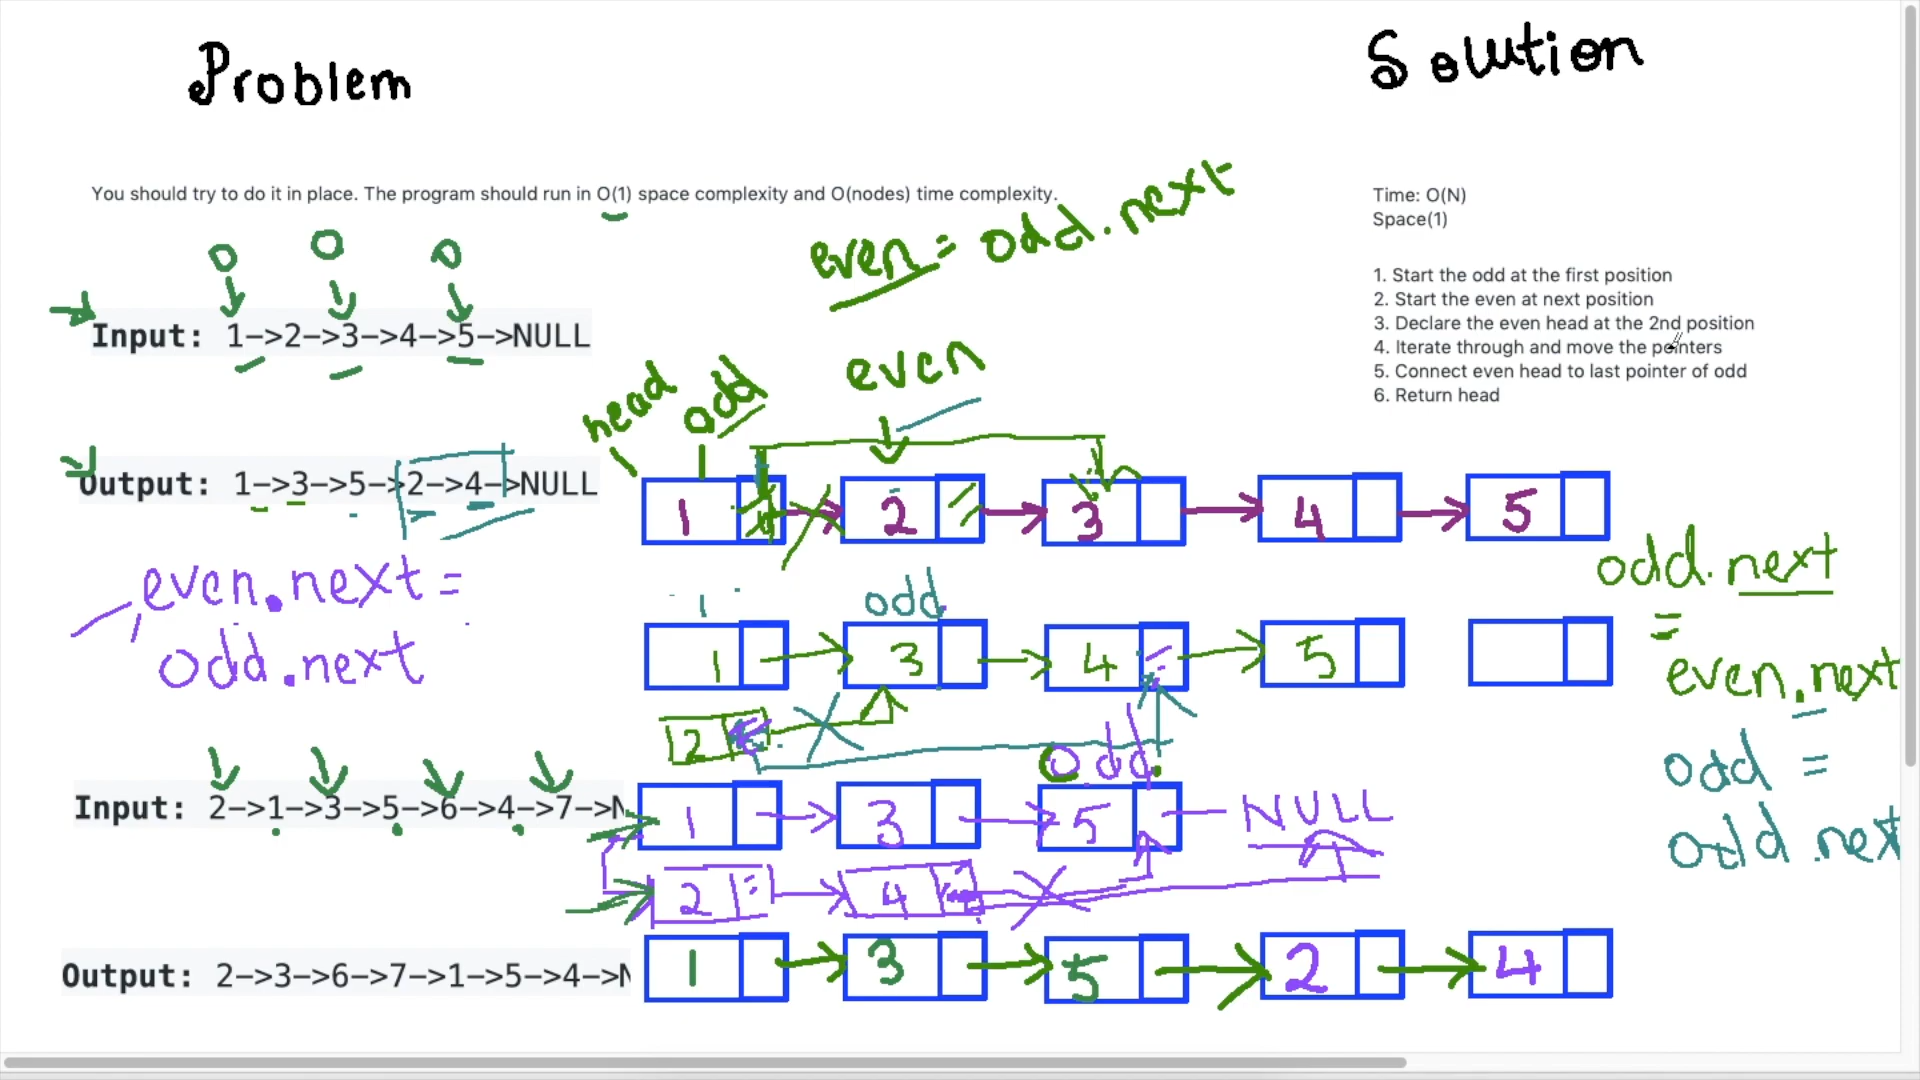 Problem
Solution
You should try to do it in place. The program should run in O(1) space complexity and O(nodes) time complexity.
Time: O(N)
Space(1)
1. Start the odd at the first position
2. Start the even at next position
3. Declare the even head at the 2nd position
4. Iterate through and move the pointers
5. Connect even head to last pointer of odd
6. Return head
even = odd.next
O O O
Input: 1->2->3->4->5->NULL
head odd even
Output: 1->3->5->2->4->NULL
1 2 3 4 5
even.next =
odd.next
odd
1 3 4 5
2
odd.next
=
even.next
odd =
odd.next
odd
Input: 2->1->3->5->6->4->7->N
1 3 5 NULL
2 4
Output: 2->3->6->7->1->5->4->N
1 3 5 2 4